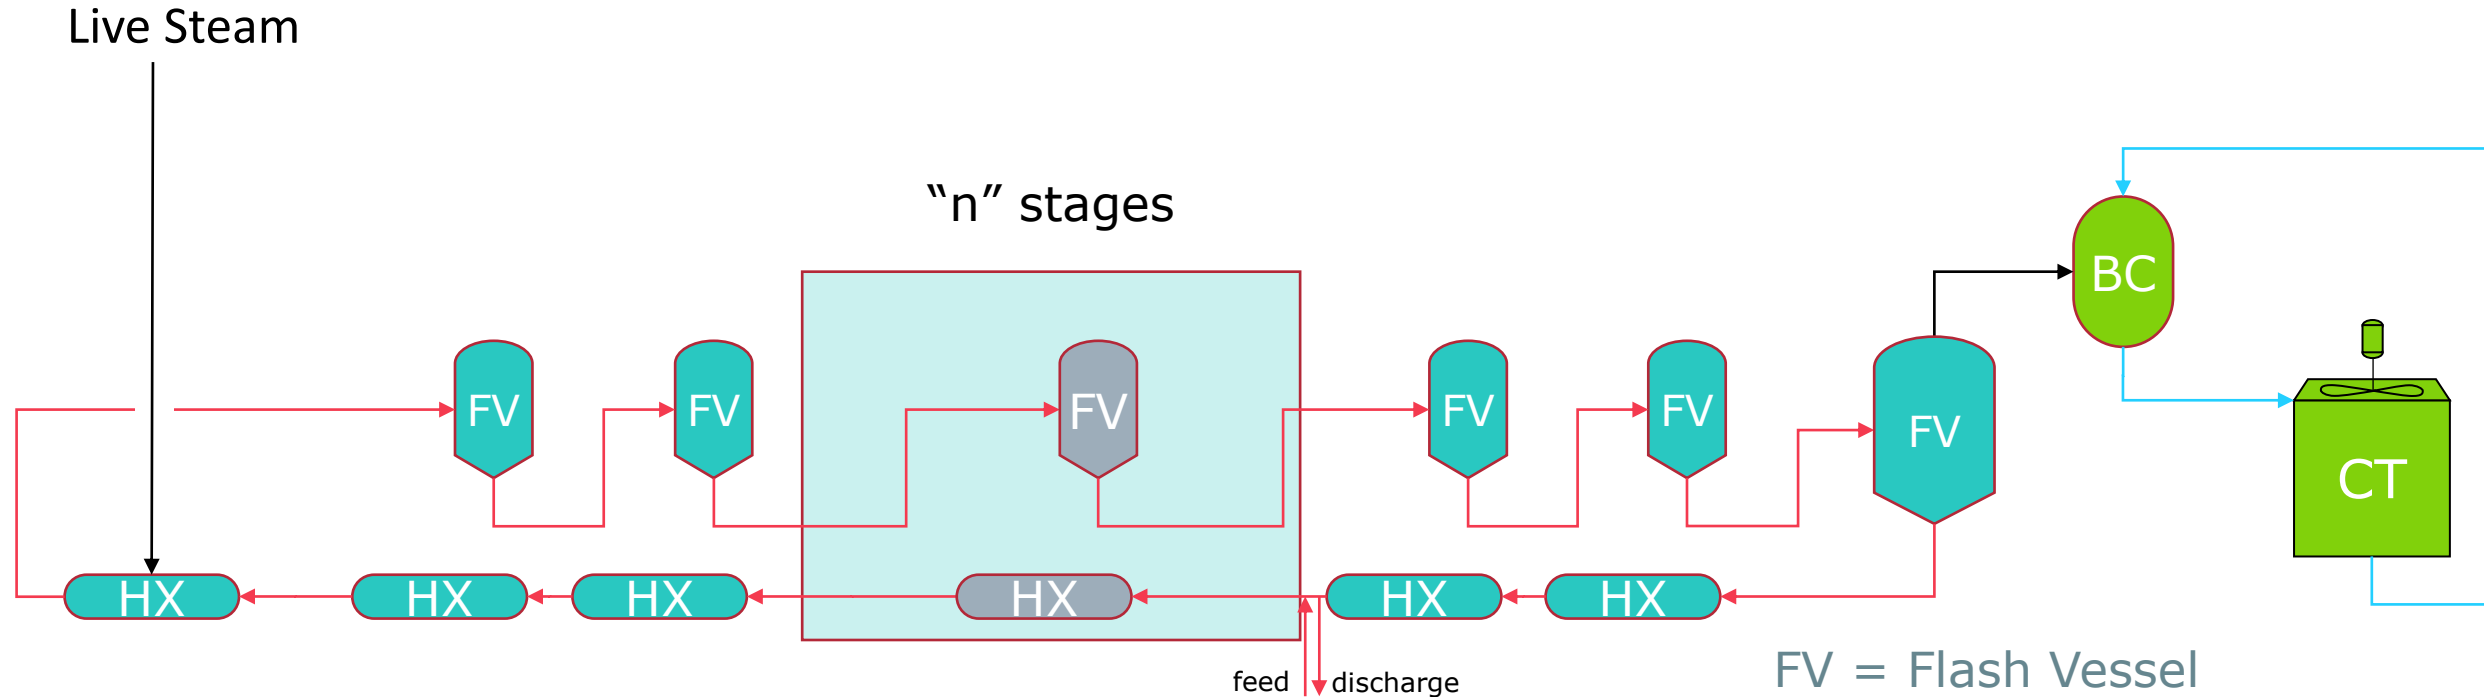 Live Steam
“n” stages
BC
FV
FV
FV
FV
FV
FV
CT
HX
HX
HX
HX
HX
HX
feed
discharge
FV = Flash Vessel